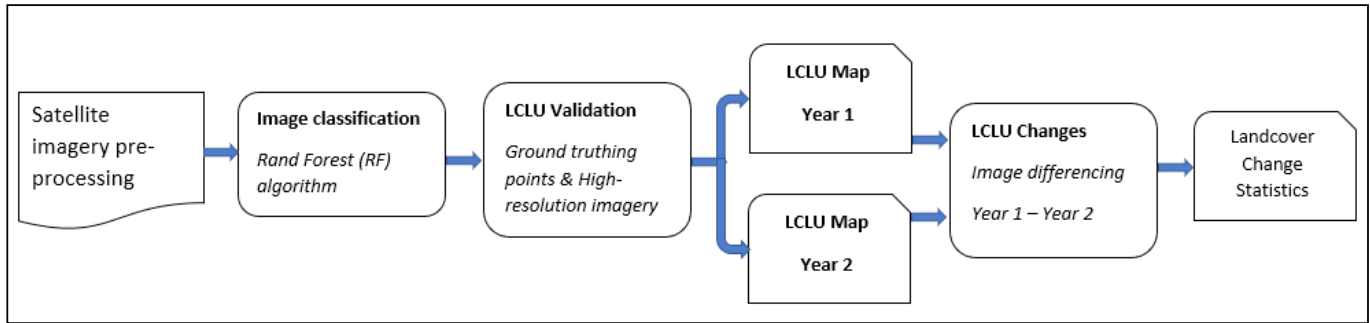 Satellite
imagery pre-
processing
Image classification
Rand Forest (RF)
algorithm
LCLU Validation
Ground truthing
points & High-
resolution imagery
LCLU Map
Year 1
LCLU Map
Year 2
LCLU Changes
Image differencing
Year 1 – Year 2
Landcover
Change
Statistics